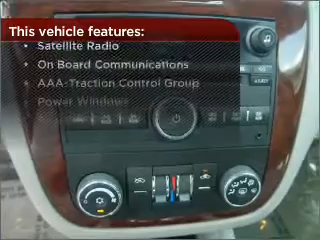 This vehicle features:
• Satellite Radio
• On Board Communications
• AAA-Traction Control Group
• Power Windows